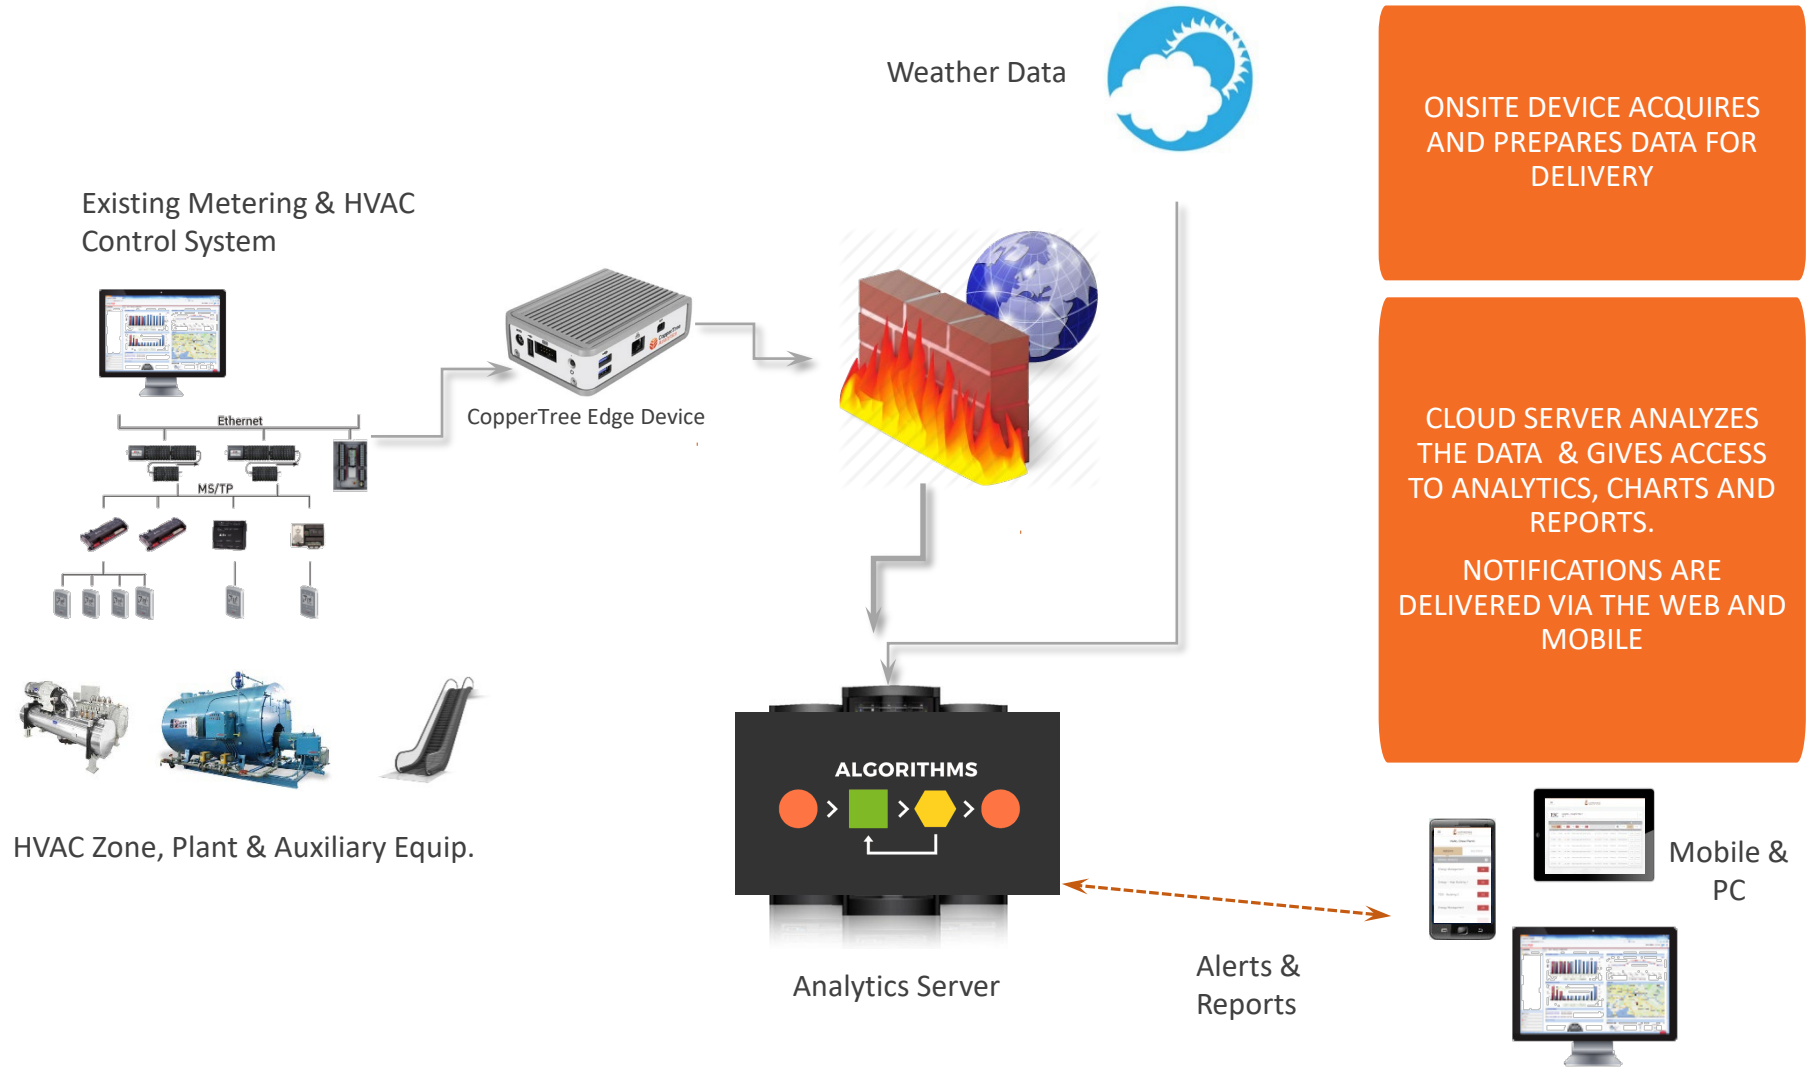 Weather Data
ONSITE DEVICE ACQUIRES
AND PREPARES DATA FOR
DELIVERY
Existing Metering & HVAC
Control System
Ethernet
MS/TP
CopperTree
CopperTree Edge Device
CLOUD SERVER ANALYZES
THE DATA & GIVES ACCESS
TO ANALYTICS, CHARTS AND
REPORTS.
NOTIFICATIONS ARE
DELIVERED VIA THE WEB AND
MOBILE
HVAC Zone, Plant & Auxiliary Equip.
ALGORITHMS
Analytics Server
Alerts &
Reports
Mobile &
PC